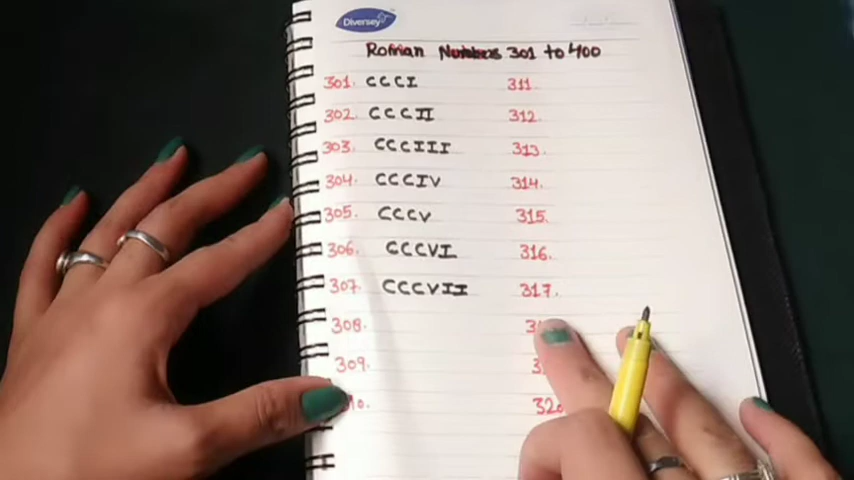 Diversey
Roman Numbers 301 to 400
301. CCCI 311.
302. CCCII 312.
303. CCCIII 313.
304. CCCIV 314.
305. CCCV 315.
306. CCCVI 316.
307. CCCVII 317.
308.
309.
320.